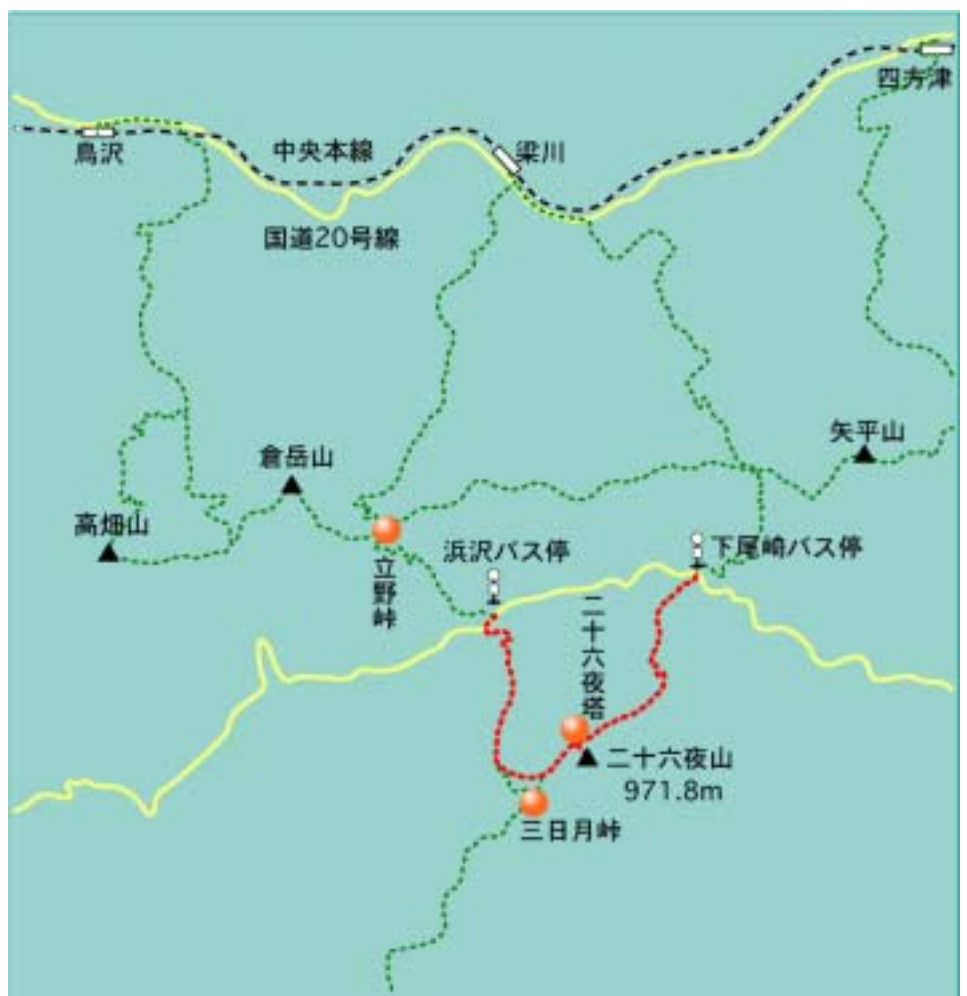 四方津
鳥沢
中央本線
梁川
国道20号線
矢平山
倉岳山
高畑山
浜沢バス停
下尾崎バス停
立野峠
二十六夜塔
二十六夜山
971.8m
三日月峠